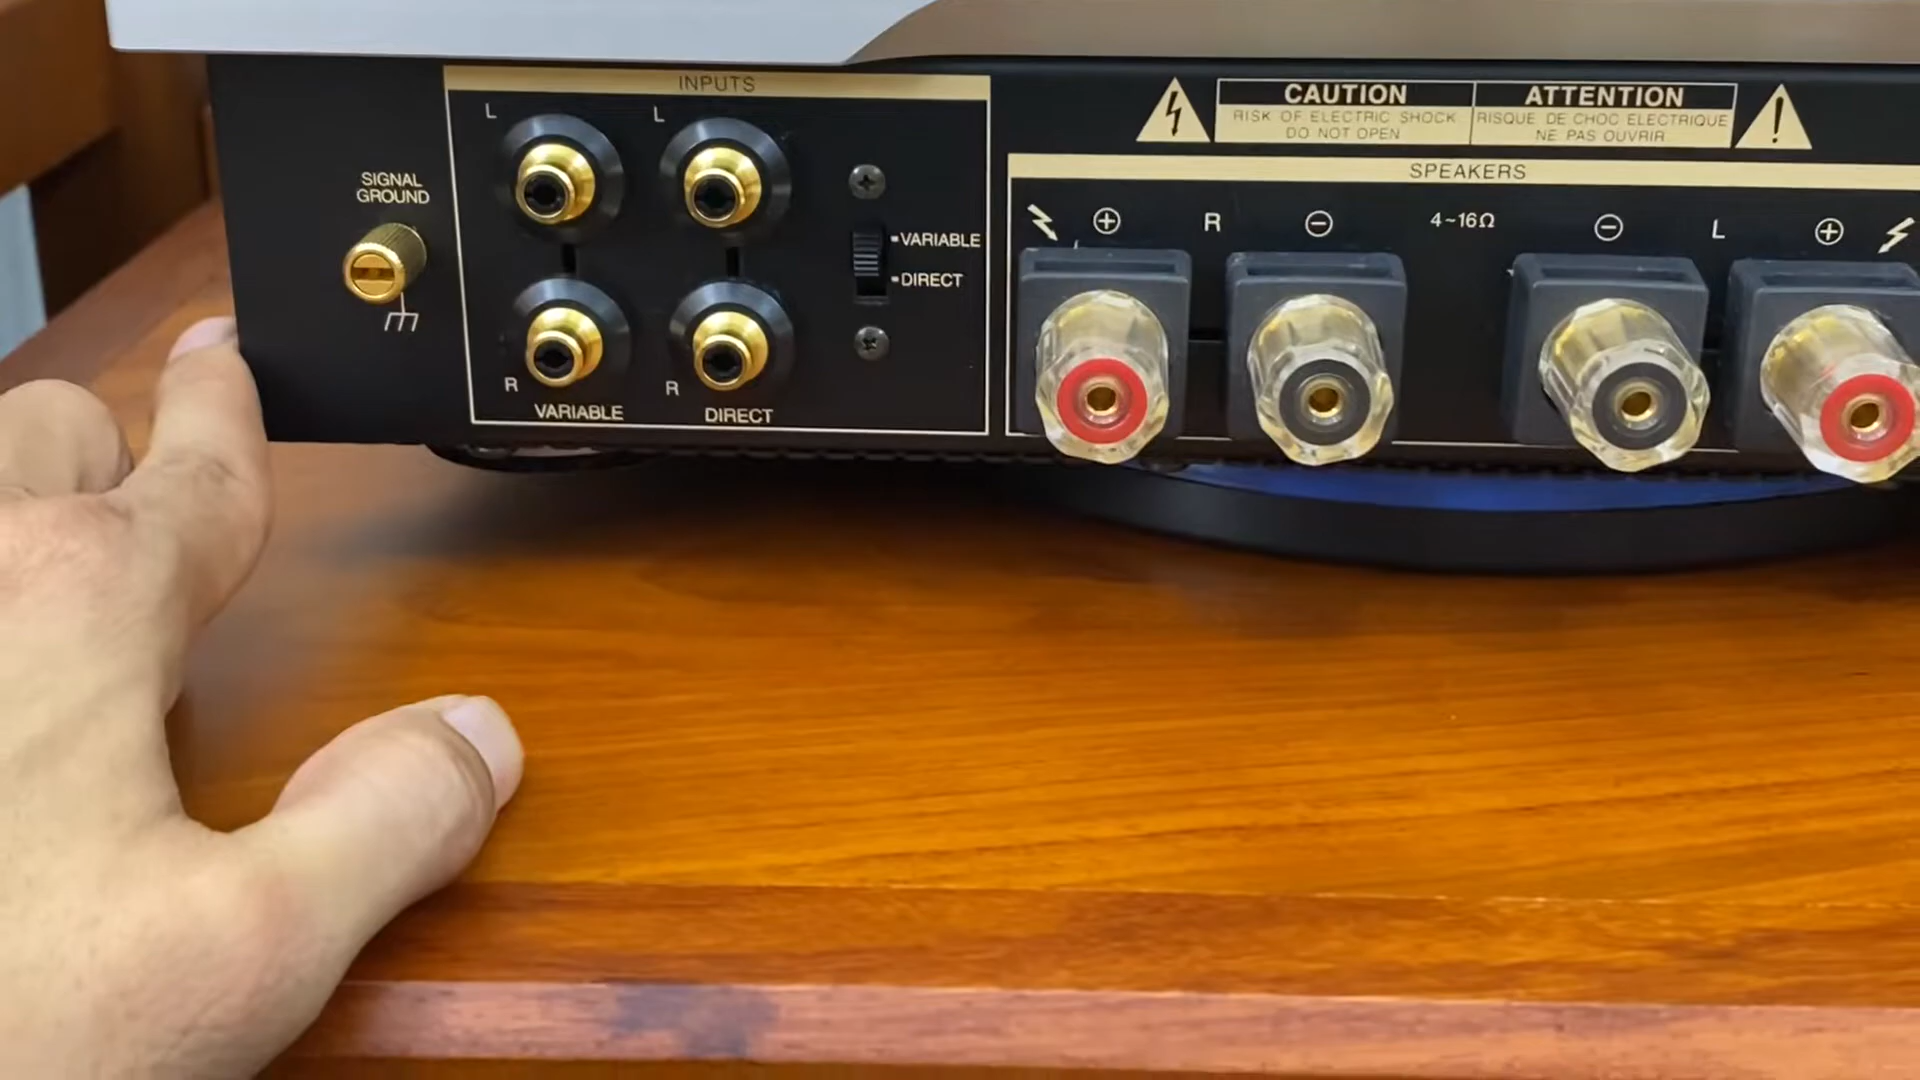 INPUTS
L
L
SIGNAL
GROUND
VARIABLE
DIRECT
R
R
VARIABLE
DIRECT
CAUTION
RISK OF ELECTRIC SHOCK
DO NOT OPEN
ATTENTION
RISQUE DE CHOC ELECTRIQUE
NE PAS OUVRIR
SPEAKERS
R
4~16Ω
L